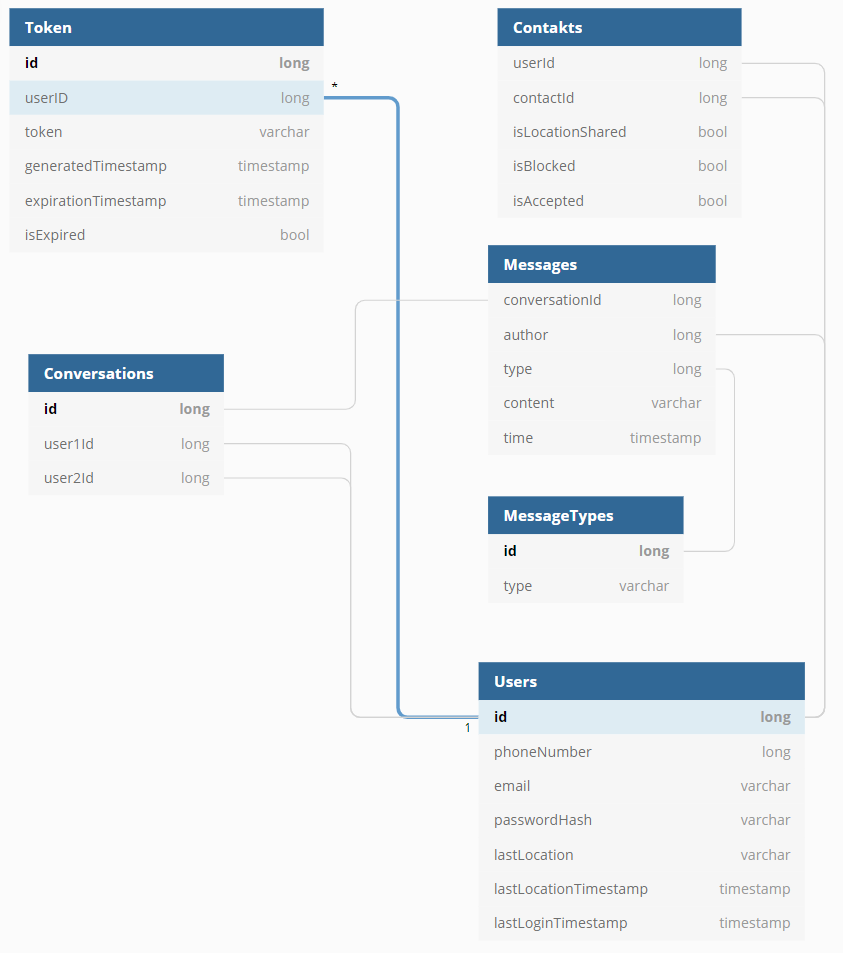 Token
id long
userID long
*
token varchar
generatedTimestamp timestamp
expirationTimestamp timestamp
isExpired bool
Contakts
userId long
contactId long
isLocationShared bool
isBlocked bool
isAccepted bool
Messages
conversationId long
author long
type long
content varchar
time timestamp
Conversations
id long
user1Id long
user2Id long
MessageTypes
id long
type varchar
Users
1
id long
phoneNumber long
email varchar
passwordHash varchar
lastLocation varchar
lastLocationTimestamp timestamp
lastLoginTimestamp timestamp